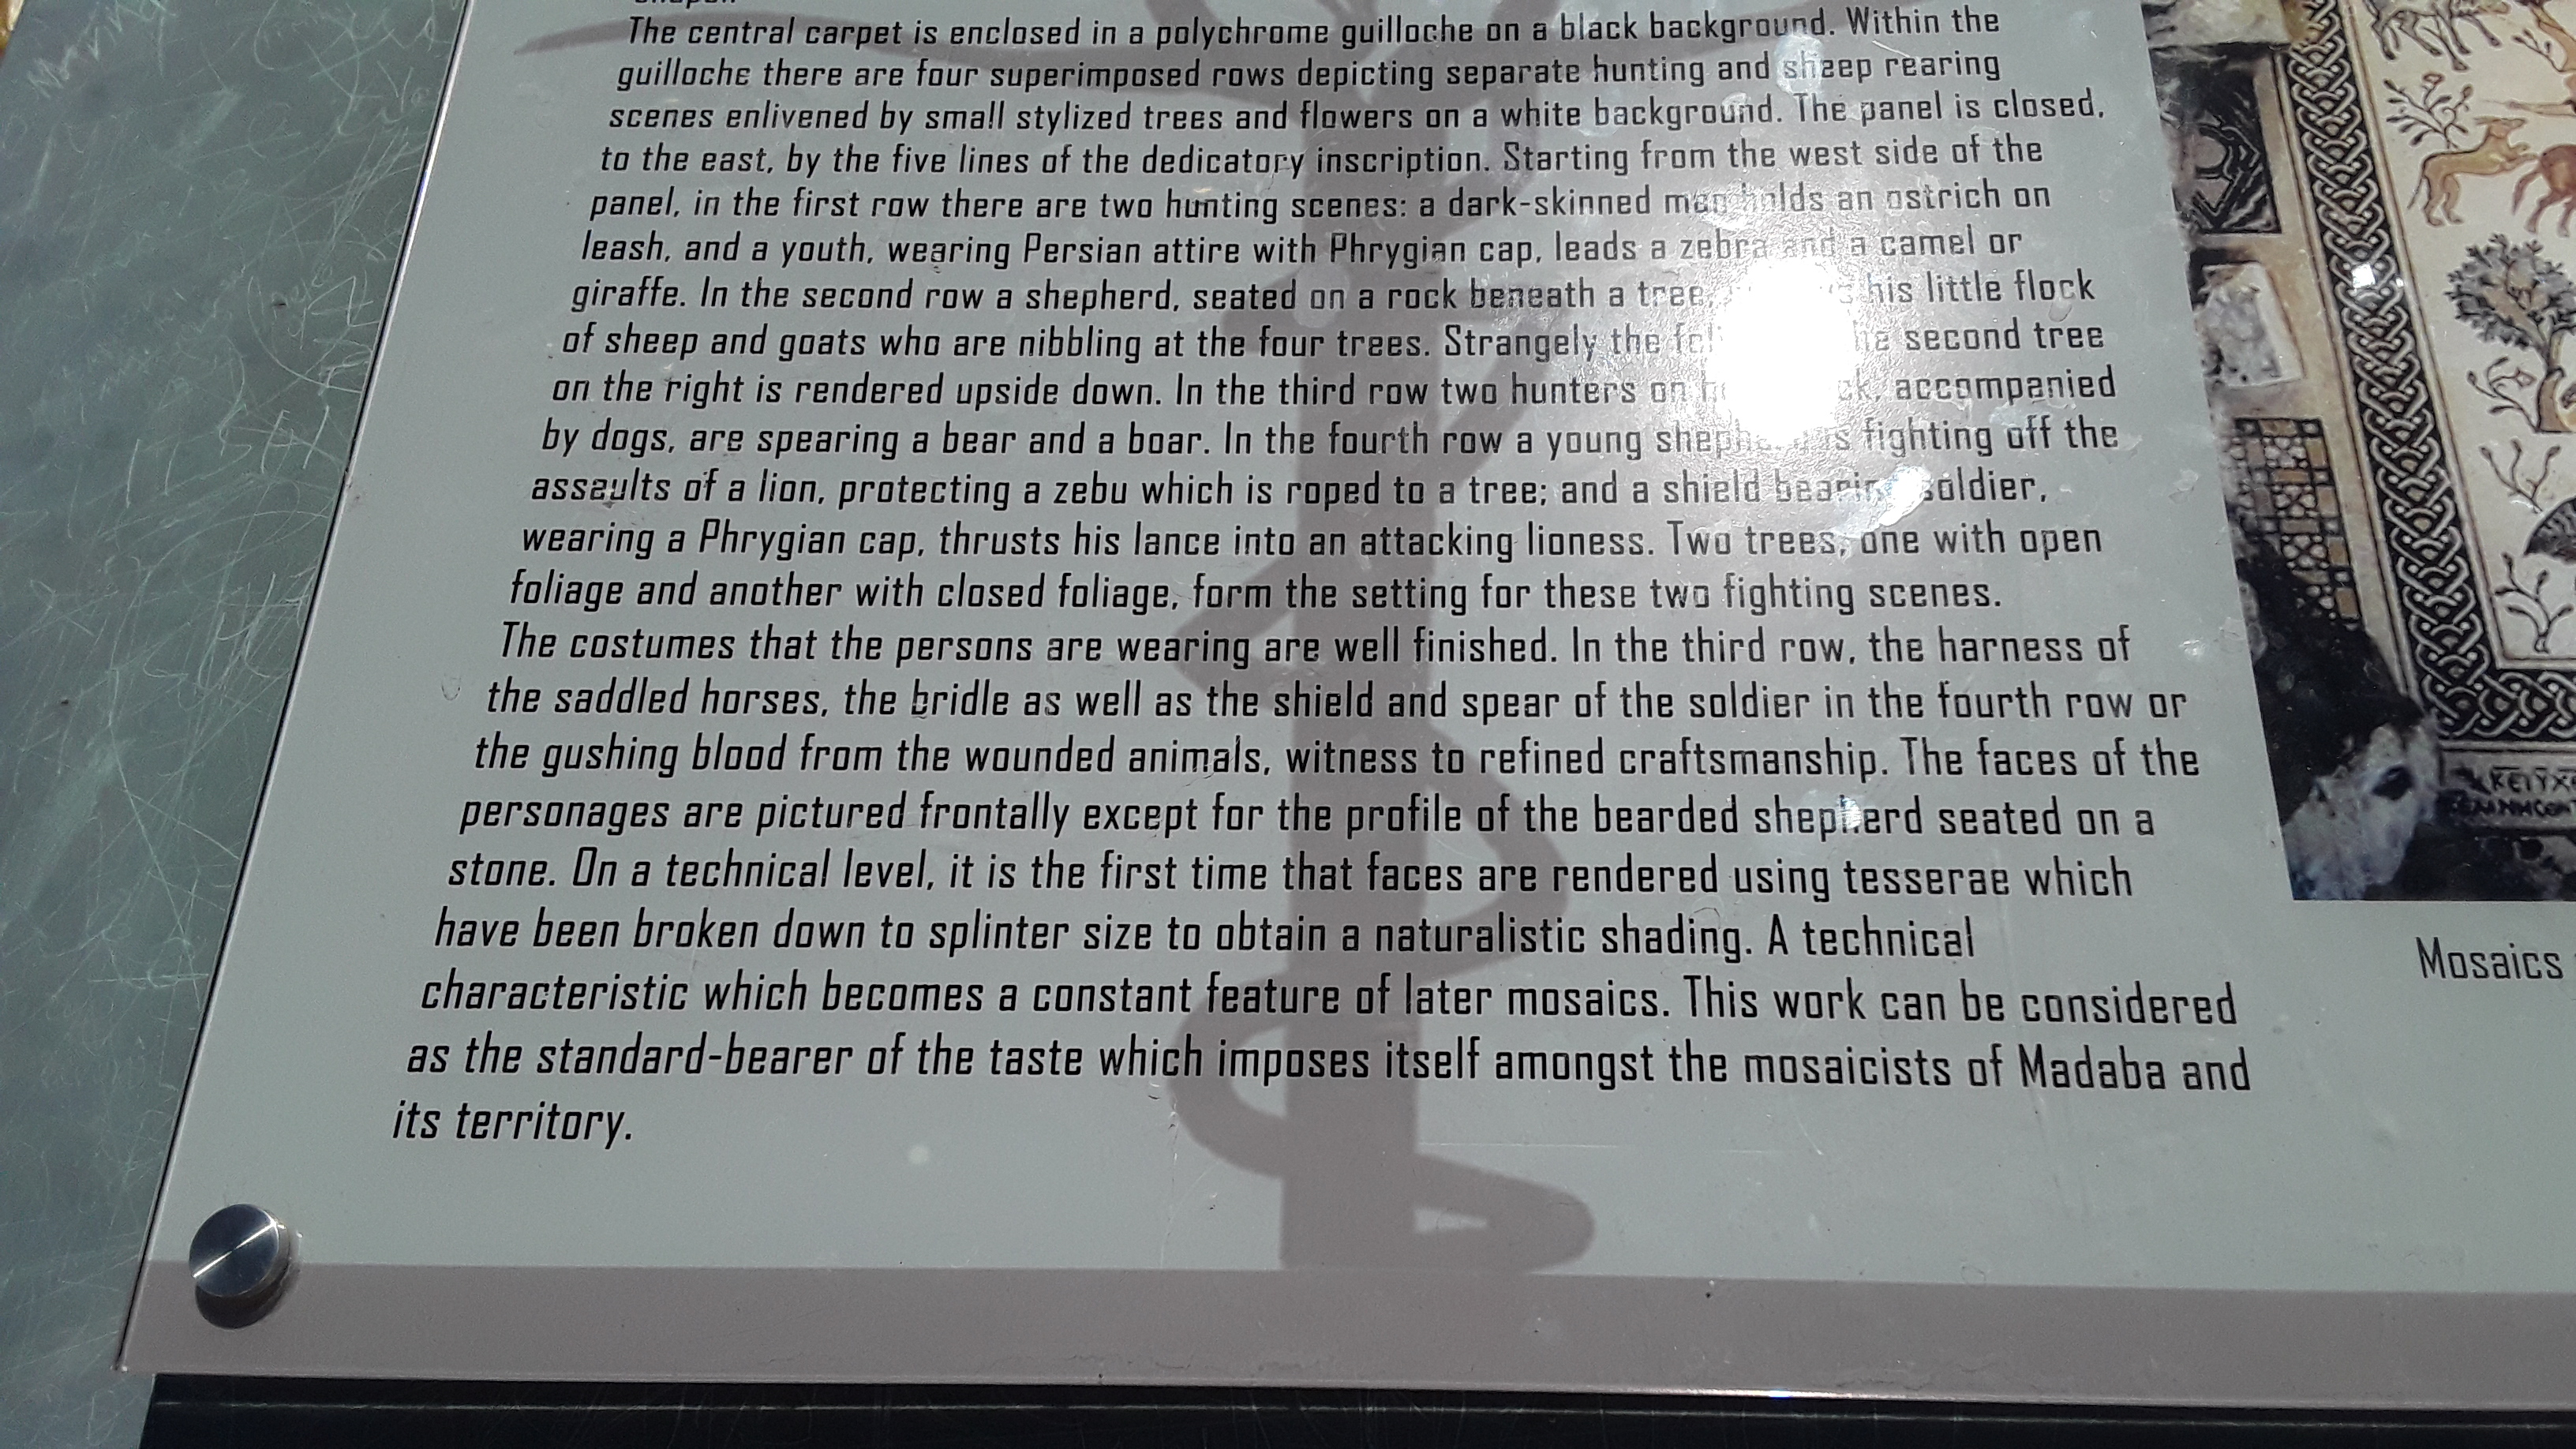 The central carpet is enclosed in a polychrome guilloche on a black background. Within the
guilloche there are four superimposed rows depicting separate hunting and sheep rearing
scenes enlivened by small stylized trees and flowers on a white background. The panel is closed,
to the east, by the five lines of the dedicatory inscription. Starting from the west side of the
panel, in the first row there are two hunting scenes: a dark-skinned man holds an ostrich on
leash, and a youth, wearing Persian attire with Phrygian cap, leads a zebra and a camel or
giraffe. In the second row a shepherd, seated on a rock beneath a tree, his little flock
of sheep and goats who are nibbling at the four trees. Strangely the second tree
on the right is rendered upside down. In the third row two hunters on accompanied
by dogs, are spearing a bear and a boar. In the fourth row a young shepherd is fighting off the
assaults of a lion, protecting a zebu which is roped to a tree; and a shield bearing soldier,
wearing a Phrygian cap, thrusts his lance into an attacking lioness. Two trees, one with open
foliage and another with closed foliage, form the setting for these two fighting scenes.
The costumes that the persons are wearing are well finished. In the third row, the harness of
the saddled horses, the bridle as well as the shield and spear of the soldier in the fourth row or
the gushing blood from the wounded animals, witness to refined craftsmanship. The faces of the
personages are pictured frontally except for the profile of the bearded shepherd seated on a
stone. On a technical level, it is the first time that faces are rendered using tesserae which
have been broken down to splinter size to obtain a naturalistic shading. A technical
characteristic which becomes a constant feature of later mosaics. This work can be considered
as the standard-bearer of the taste which imposes itself amongst the mosaicists of Madaba and
its territory.
Mosaics